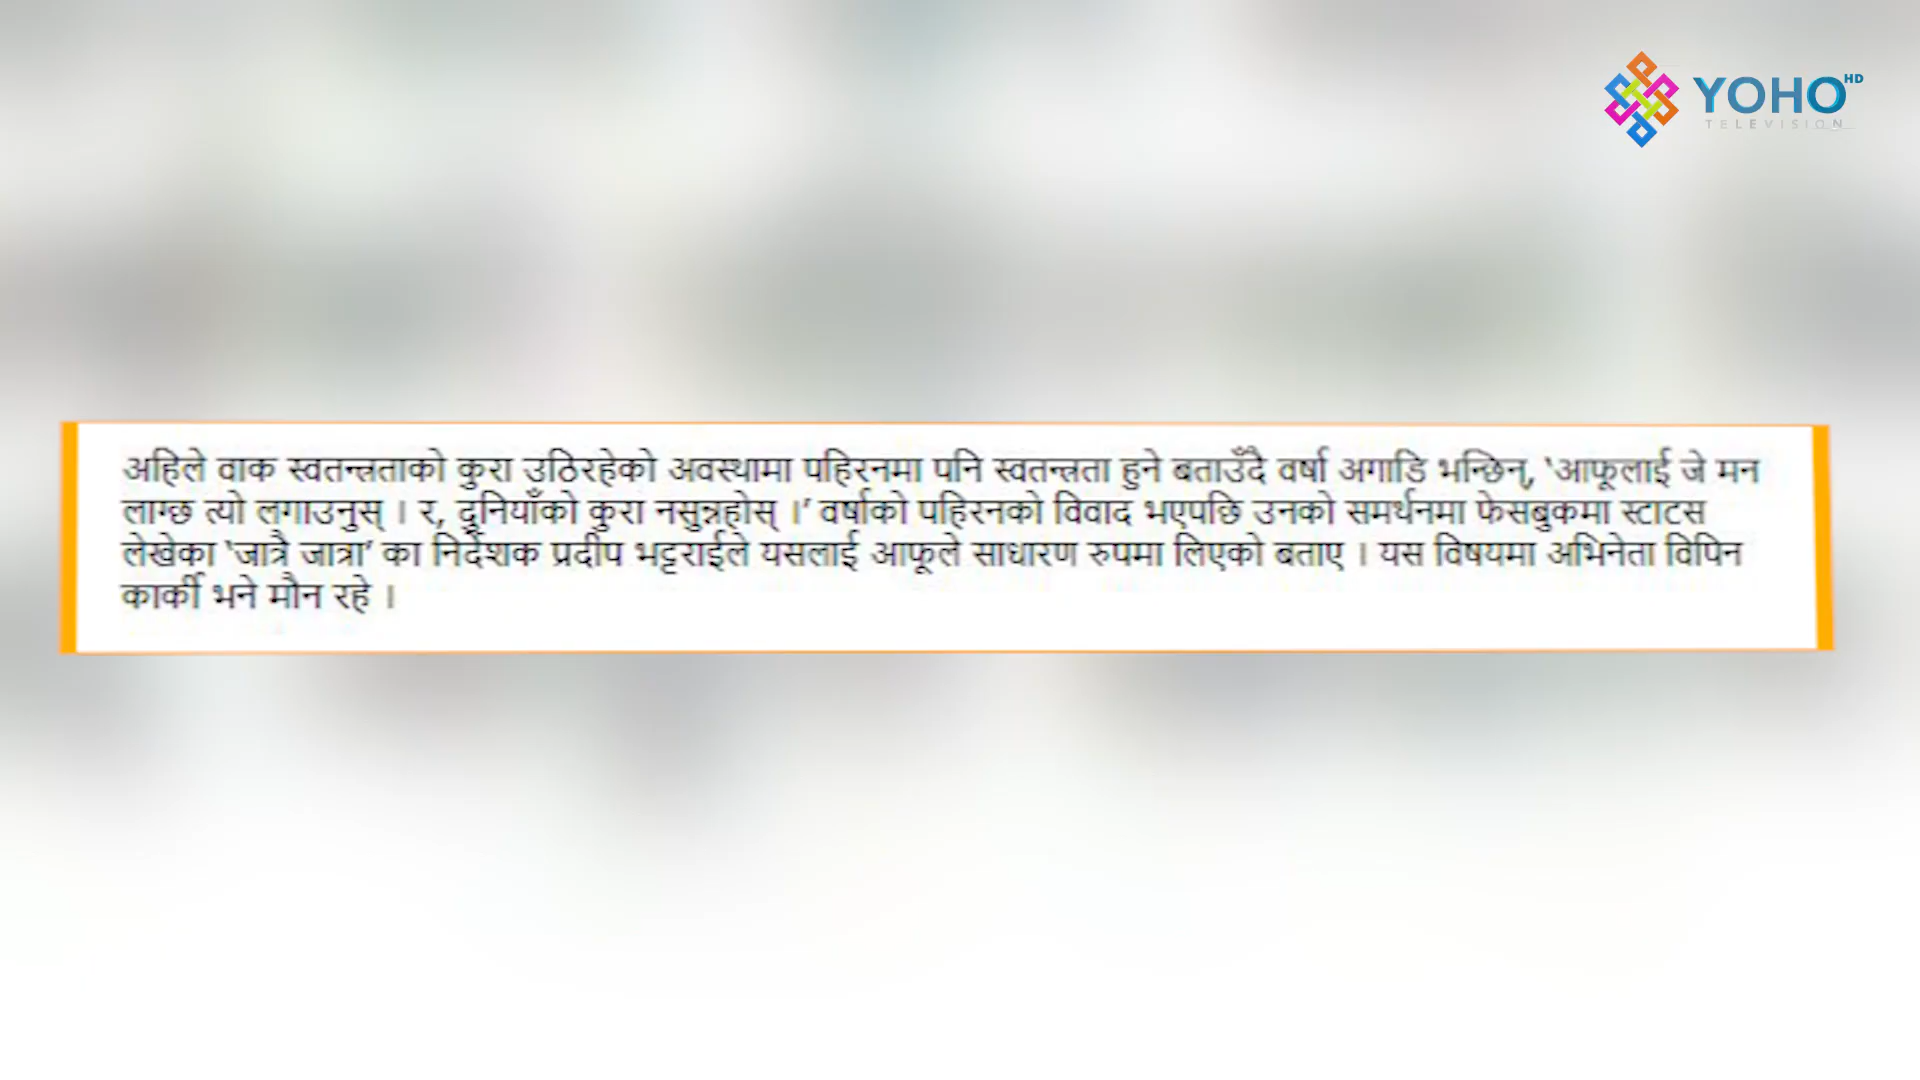 YOHO HD
TELEVISION
अहिले वाक स्वतन्त्रताको कुरा उठिरहेको अवस्थामा पहिरनमा पनि स्वतन्त्रता हुने बताउँदै वर्षा अगाडि भन्छिन्, ‘आफूलाई जे मन
लाग्छ त्यो लगाउनुस् । र, दुनियाँको कुरा नसुन्नुहोस् ।’ वर्षाको पहिरनको विवाद भएपछि उनको समर्थनमा फेसबुकमा स्टाटस
लेखेका ‘जात्रै जात्रा’ का निर्देशक प्रदीप भट्टराईले यसलाई आफूले साधारण रुपमा लिएको बताए । यस विषयमा अभिनेता विपिन
कार्की भने मौन रहे ।